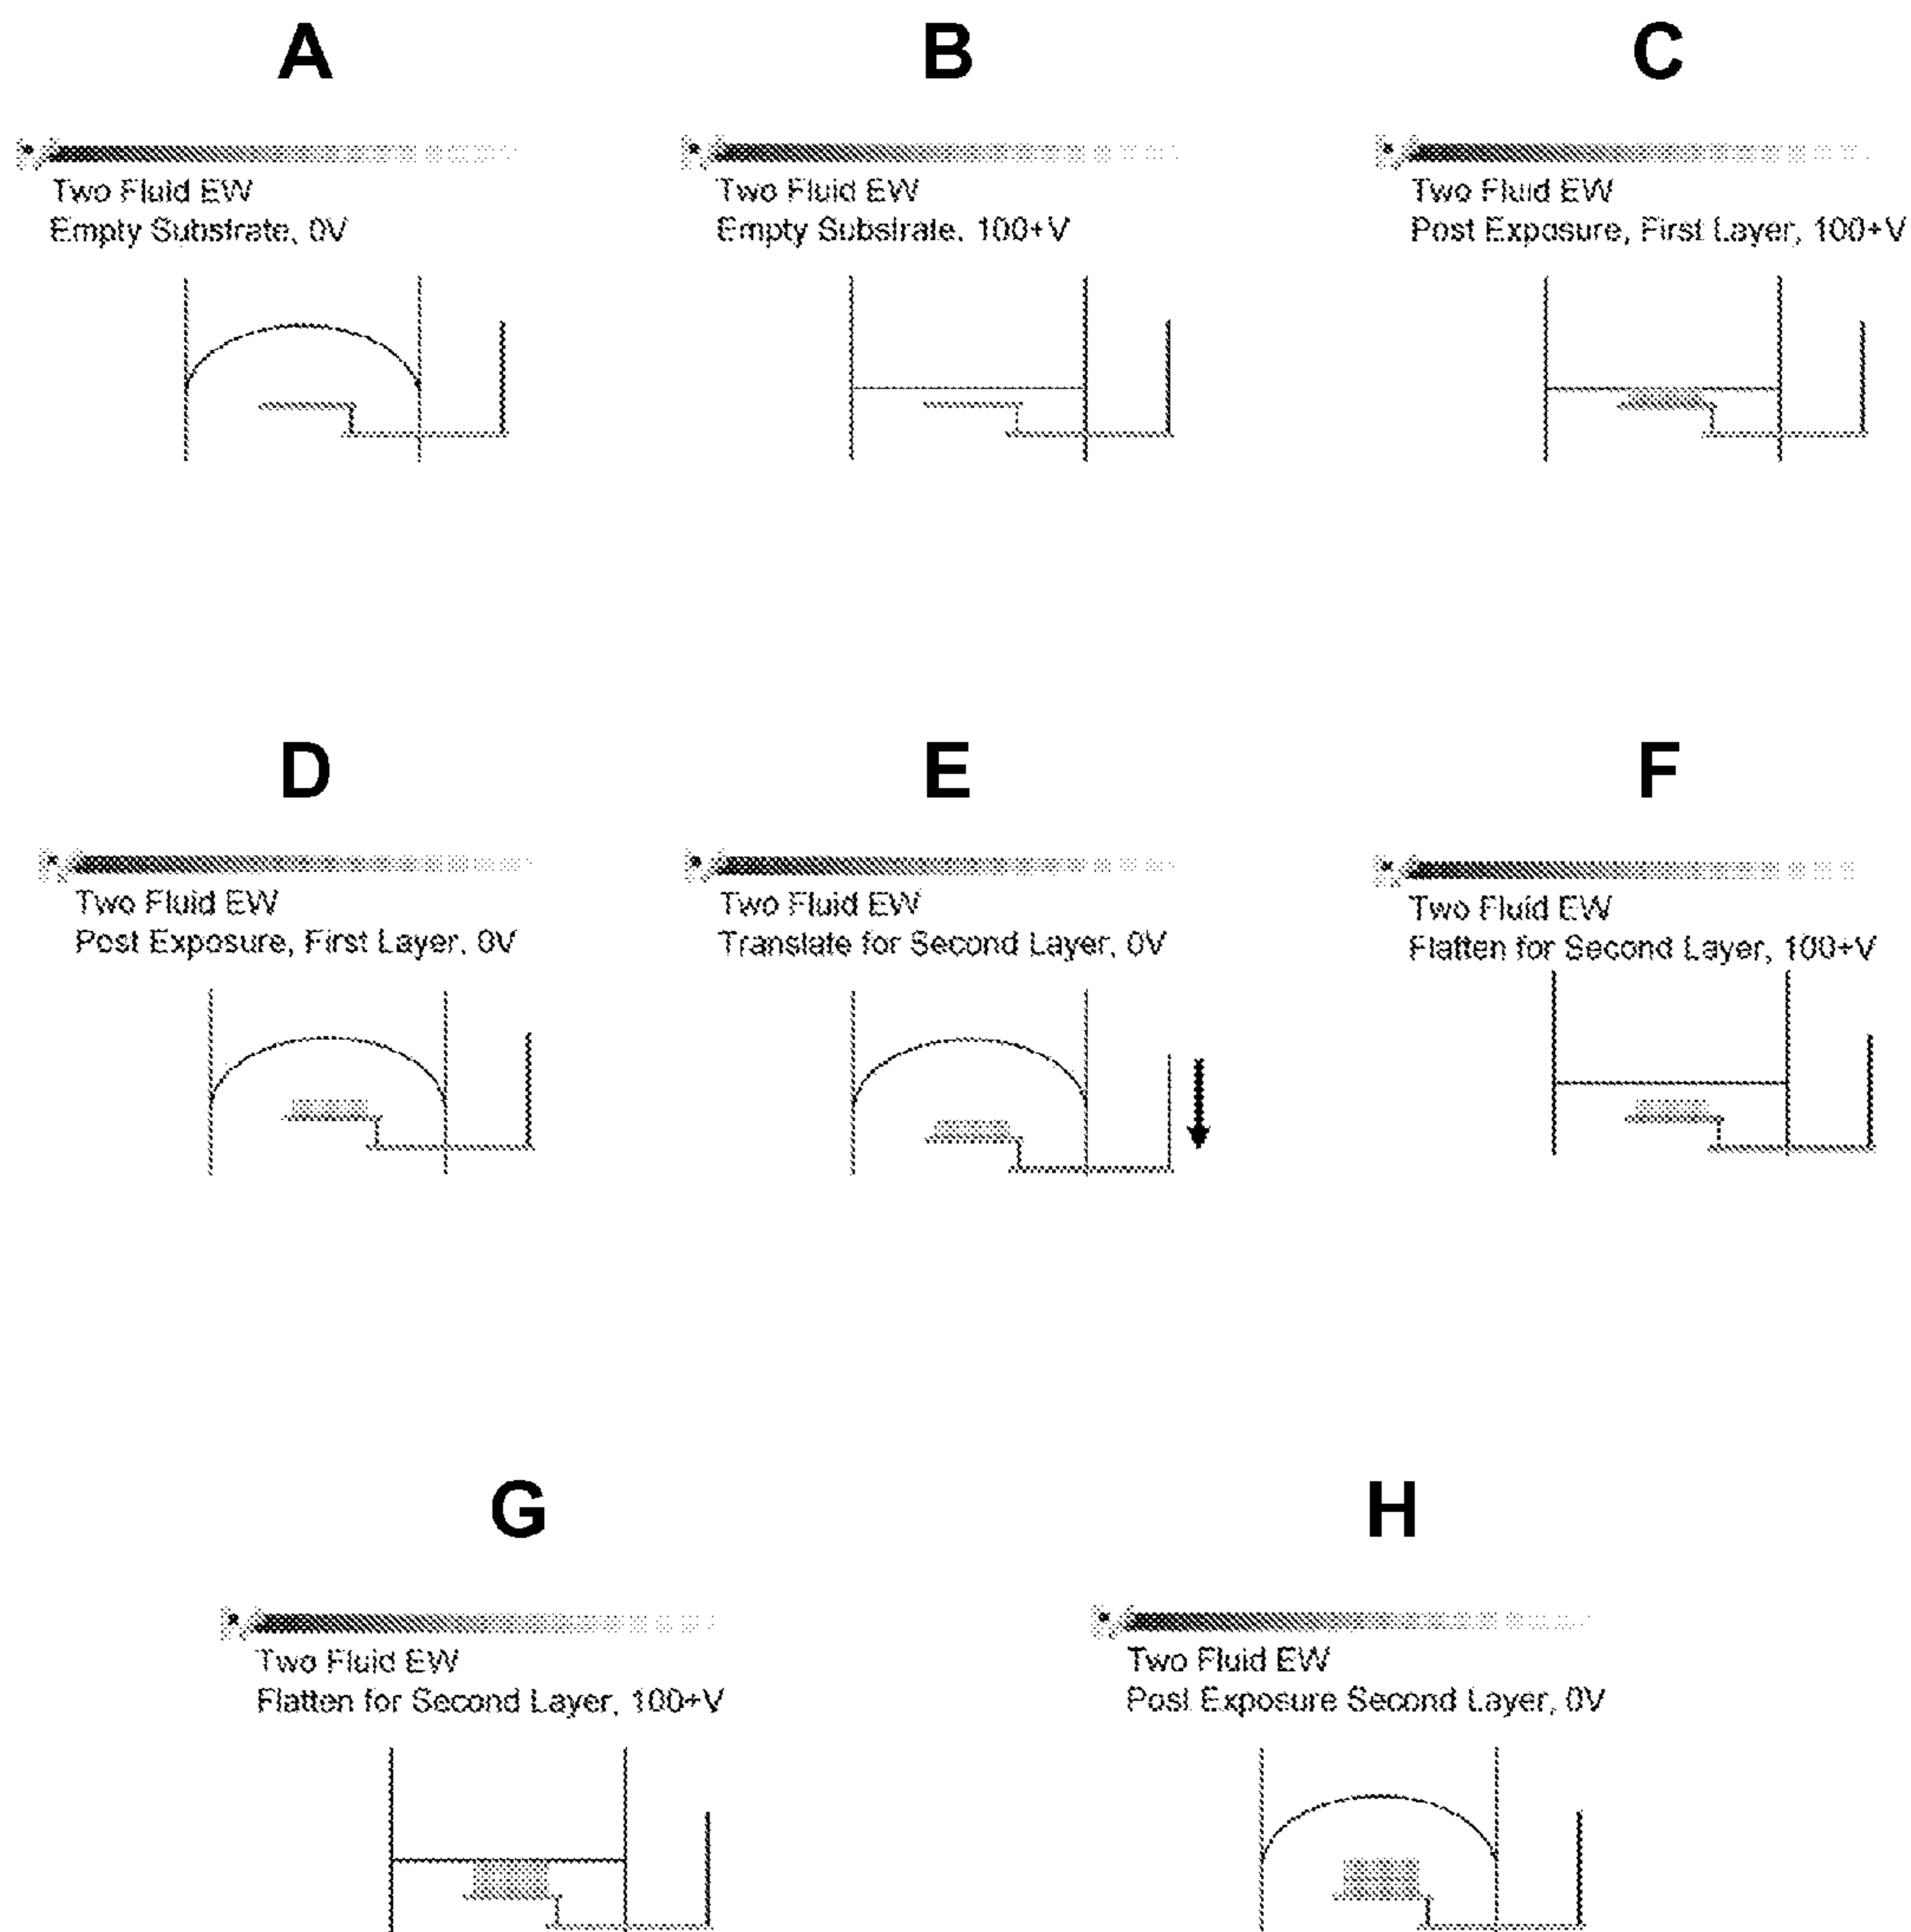 A
B
C
Two Fluid EW
Empty Substrate, 0V
Two Fluid EW
Empty Substrate, 100+V
Two Fluid EW
Post Exposure, First Layer, 100+V
D
E
F
Two Fluid EW
Post Exposure, First Layer, 0V
Two Fluid EW
Translate for Second Layer, 0V
Two Fluid EW
Flatten for Second Layer, 100+V
G
H
Two Fluid EW
Flatten for Second Layer, 100+V
Two Fluid EW
Post Exposure Second Layer, 0V